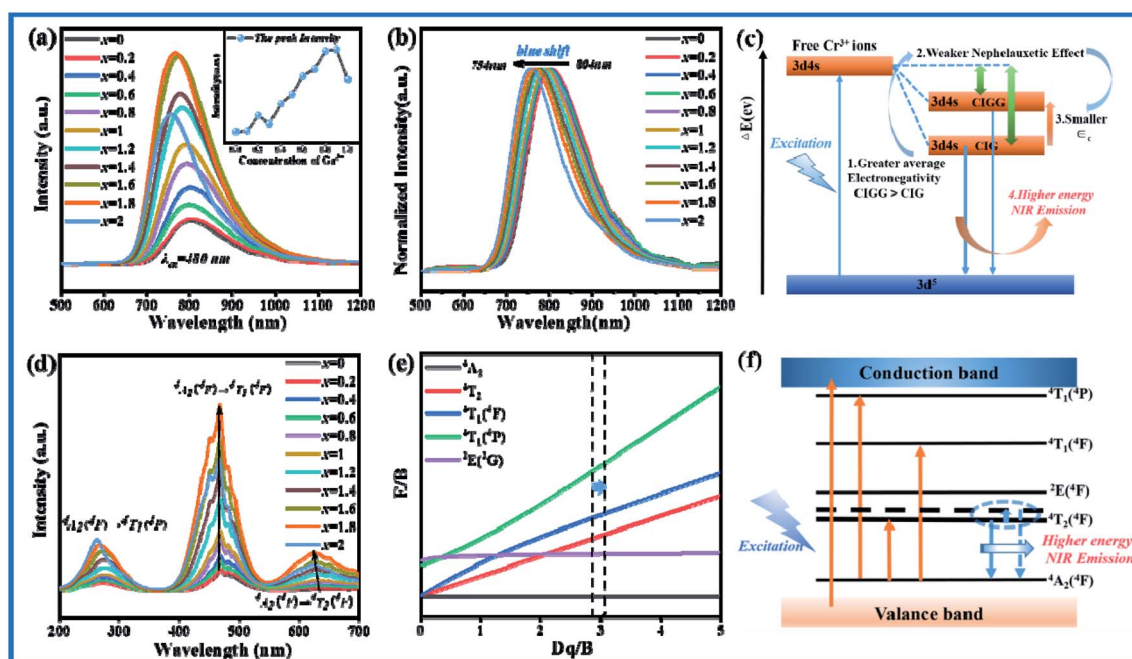 (a)
x=0
x=0.2
x=0.4
x=0.6
x=0.8
x=1
x=1.2
x=1.4
x=1.6
x=1.8
x=2
The peak Intensity
Concentration of Ga³⁺
λex=480 nm
Intensity (a.u.)
500 600 700 800 900 1000 1100 1200
Wavelength (nm)
(b)
blue shift
x=0
x=0.2
x=0.4
x=0.6
x=0.8
x=1
x=1.2
x=1.4
x=1.6
x=1.8
x=2
Normalized Intensity(a.u.)
500 600 700 800 900 1000 1100 1200
Wavelength(nm)
(c)
Free Cr³⁺ ions
3d4s
2.Weaker Nephelauxetic Effect
△E(ev)
3d4s CIGG
3.Smaller
∈c
3d4s CIG
Excitation
1.Greater average
Electronegativity
CIGG > CIG
4.Higher energy
NIR Emission
3d⁵
(d)
⁴A₂(⁴F)→⁴T₁(⁴F)
⁴A₂(⁴F)→⁴T₁(⁴P)
⁴A₂(⁴F)→⁴T₂(⁴F)
x=0
x=0.2
x=0.4
x=0.6
x=0.8
x=1
x=1.2
x=1.4
x=1.6
x=1.8
x=2
Intensity (a.u.)
200 300 400 500 600 700
Wavelength (nm)
(e)
⁴A₂
⁴T₂
⁴T₁(⁴F)
⁴T₁(⁴P)
²E(²G)
E/B
0 1 2 3 4 5
Dq/B
(f)
Conduction band
⁴T₁(⁴P)
⁴T₁(⁴F)
²E(⁴F)
⁴T₂(⁴F)
Excitation
Higher energy
NIR Emission
⁴A₂(⁴F)
Valance band